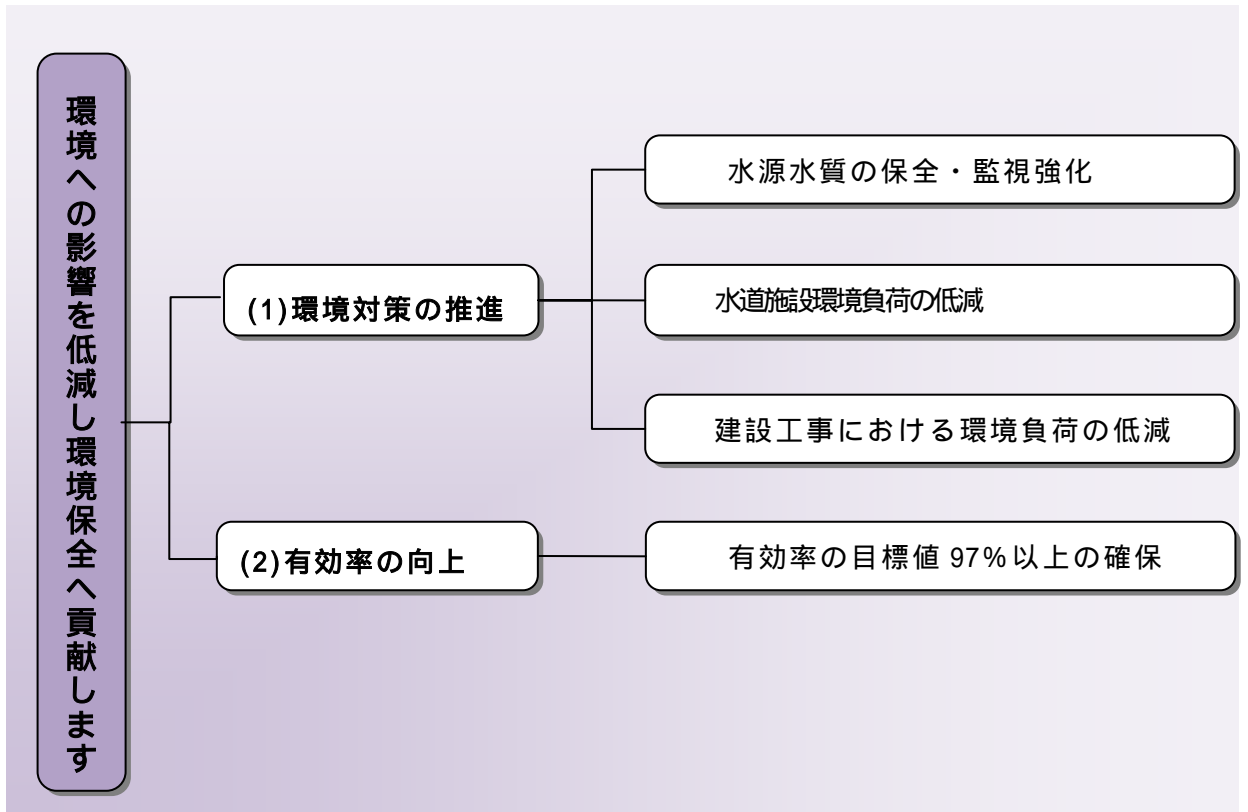 環境への影響を低減し環境保全へ貢献します
(1)環境対策の推進
水源水質の保全・監視強化
水道施設環境負荷の低減
建設工事における環境負荷の低減
(2)有効率の向上
有効率の目標値 97％以上の確保